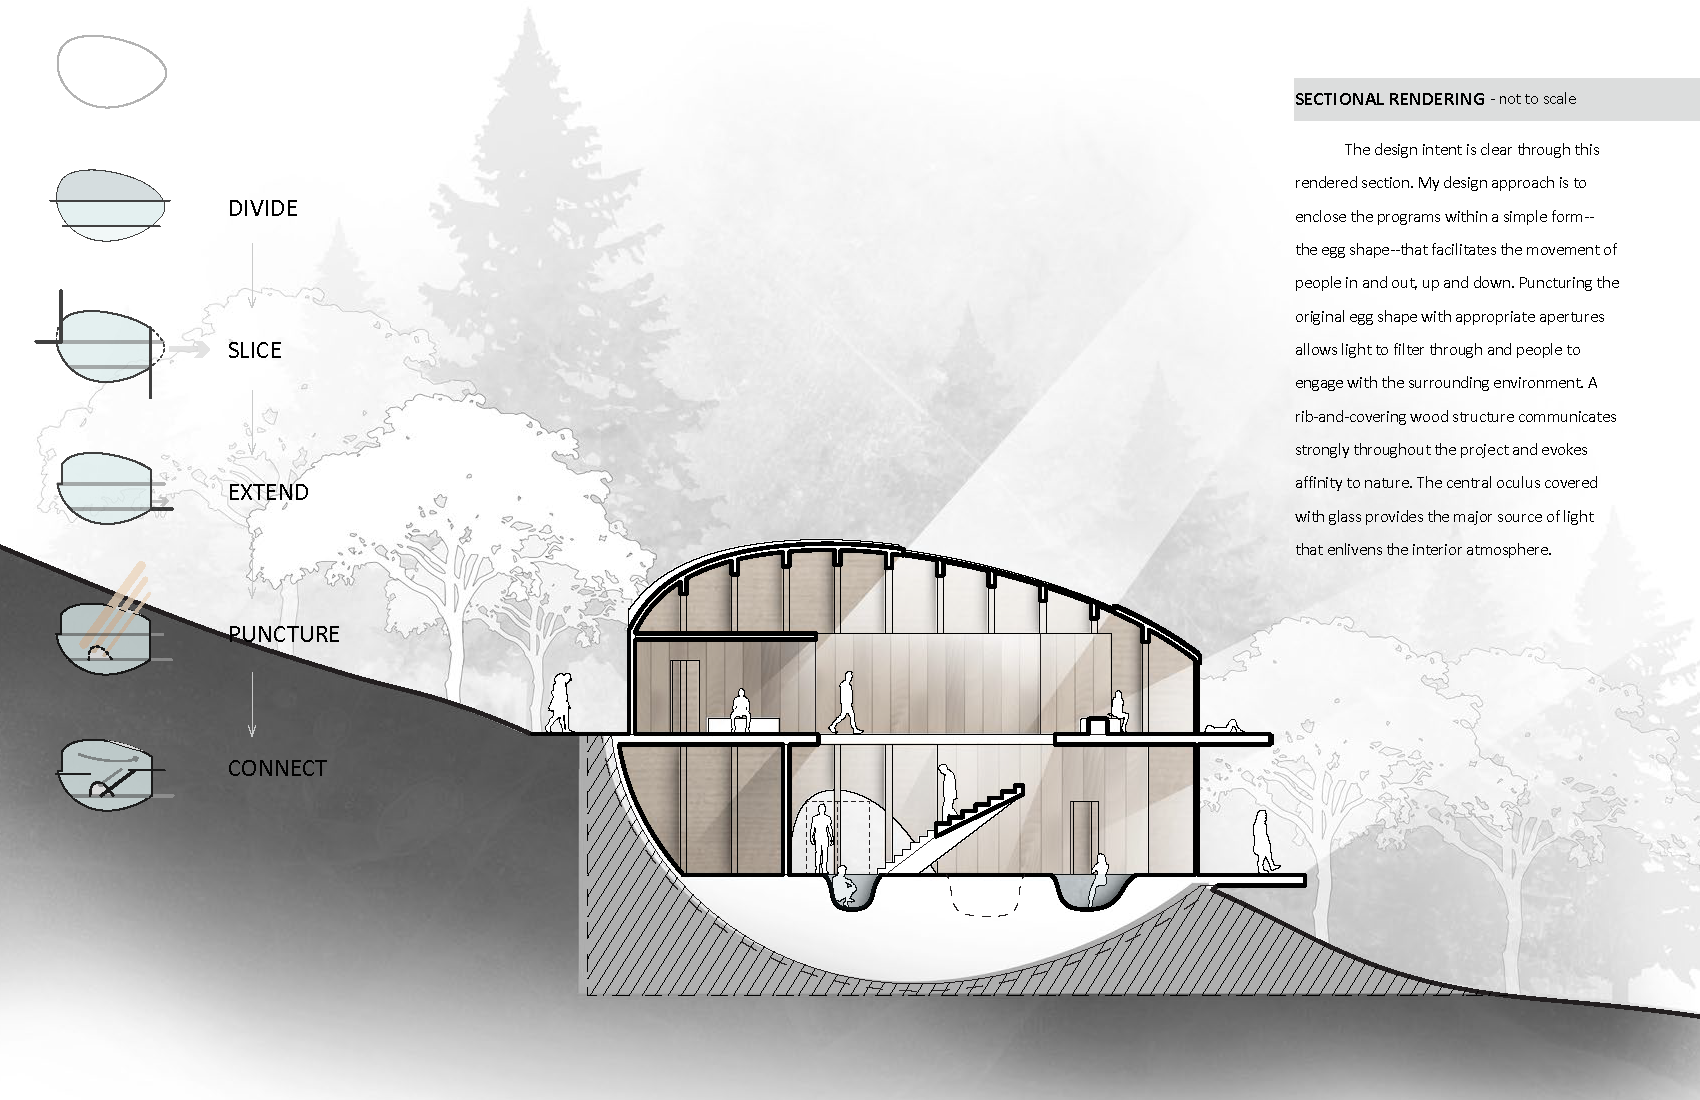 DIVIDE
SLICE
EXTEND
PUNCTURE
CONNECT
SECTIONAL RENDERING - not to scale
The design intent is clear through this
rendered section. My design approach is to
enclose the programs within a simple form--
the egg shape--that facilitates the movement of
people in and out, up and down. Puncturing the
original egg shape with appropriate apertures
allows light to filter through and people to
engage with the surrounding environment. A
rib-and-covering wood structure communicates
strongly throughout the project and evokes
affinity to nature. The central oculus covered
with glass provides the major source of light
that enlivens the interior atmosphere.